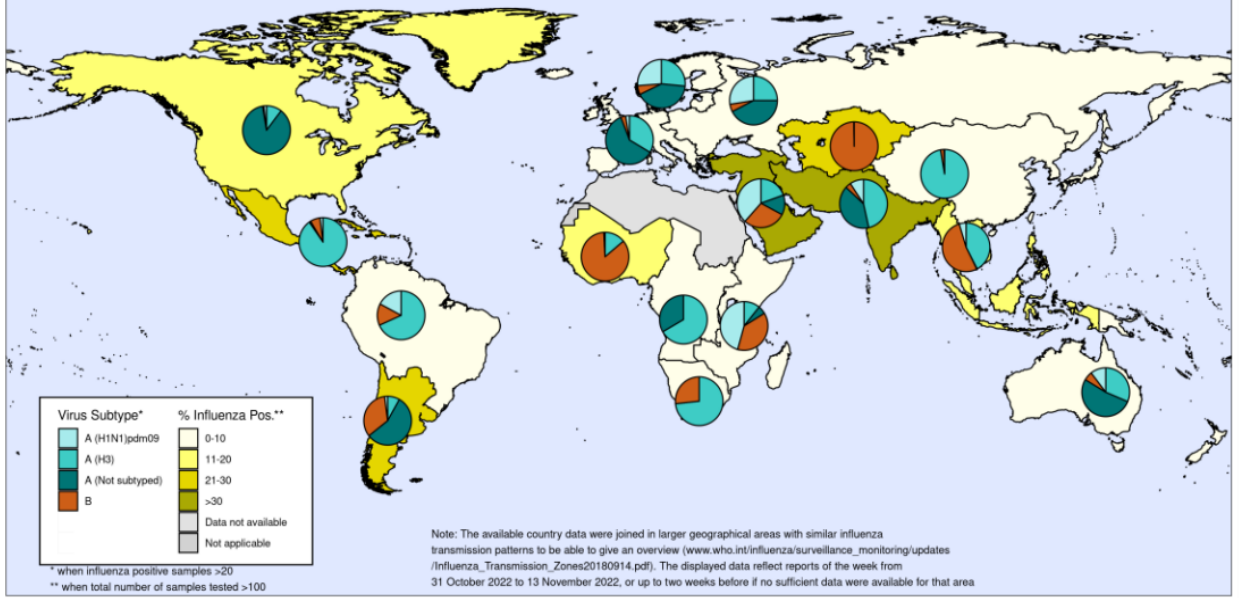 Virus Subtype*
A (H1N1)pdm09
A (H3)
A (Not subtyped)
B
% Influenza Pos.**
0-10
11-20
21-30
>30
Data not available
Not applicable
* when influenza positive samples >20
** when total number of samples tested >100
Note: The available country data were joined in larger geographical areas with similar influenza
transmission patterns to be able to give an overview (www.who.int/influenza/surveillance_monitoring/updates
/Influenza_Transmission_Zones20180914.pdf). The displayed data reflect reports of the week from
31 October 2022 to 13 November 2022, or up to two weeks before if no sufficient data were available for that area